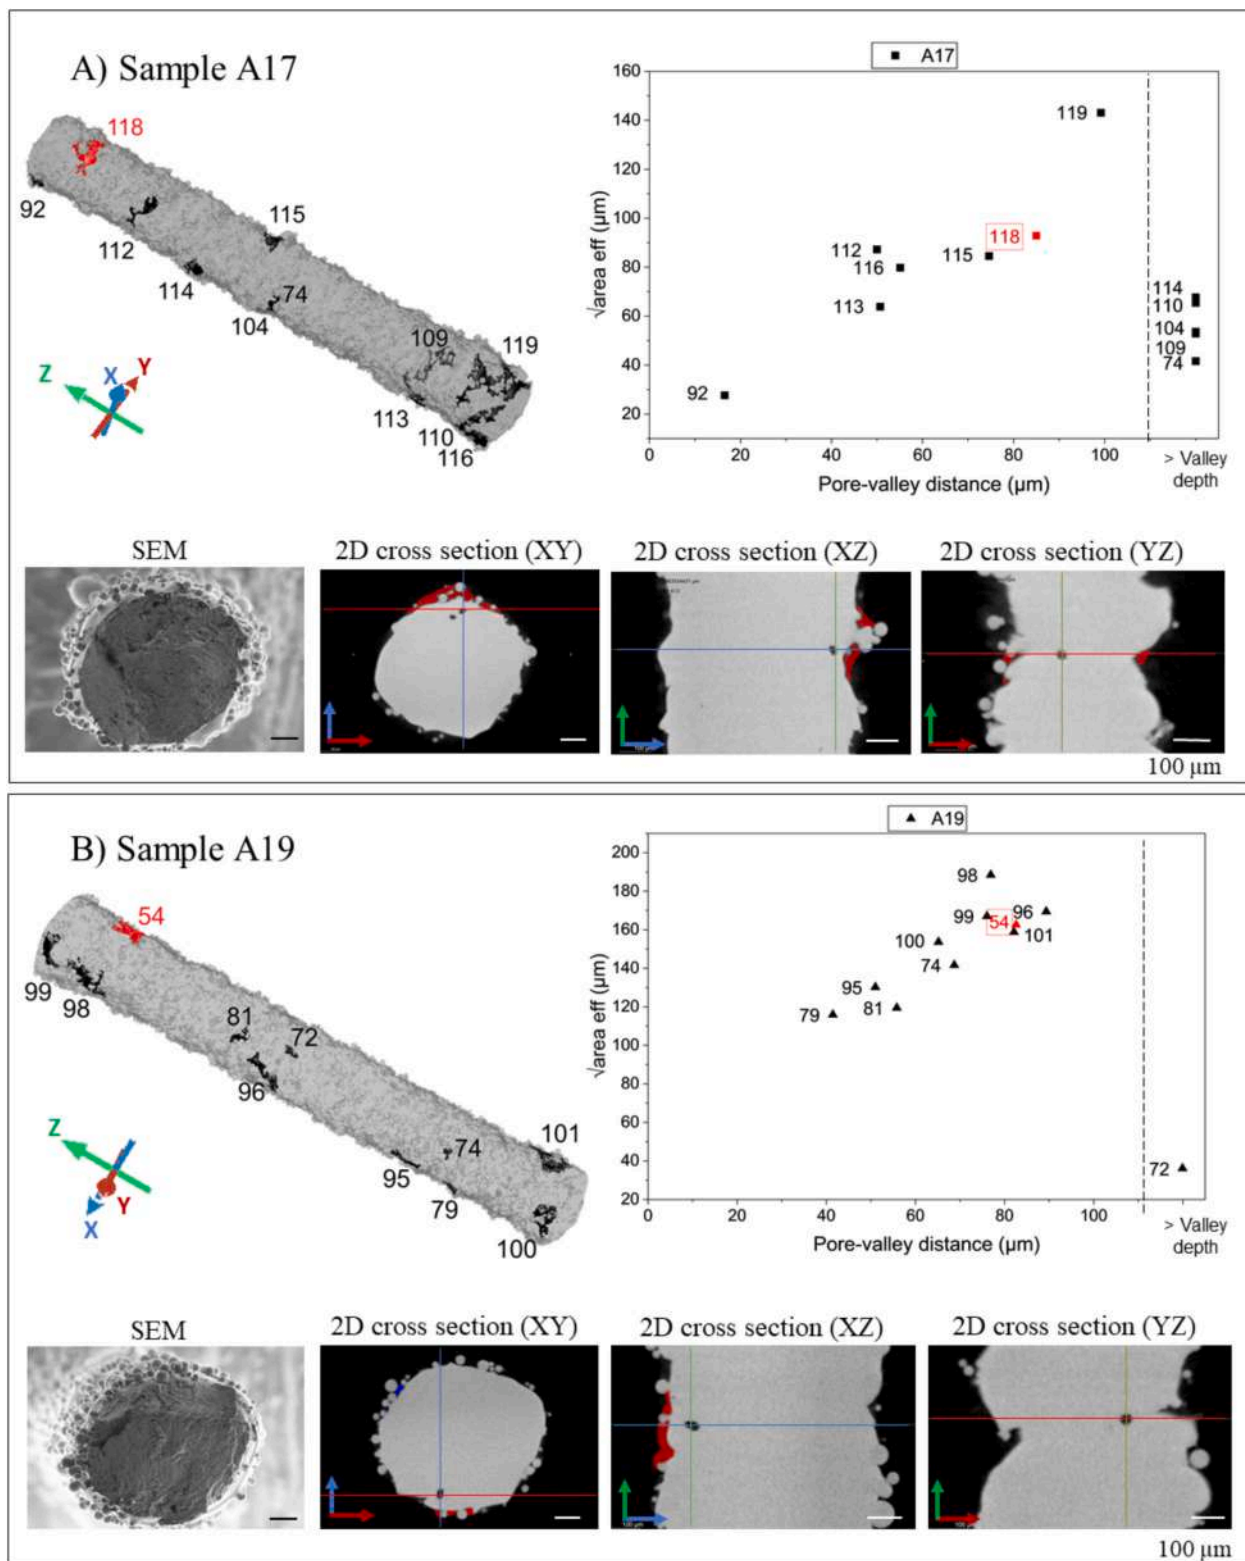 A) Sample A17
118
92
112
115
114
74
104
109
119
113
110
116
Z
X
Y
A17
160
140
120
100
80
60
40
20
√area eff (µm)
119
118
112
116
115
113
92
114
110
104
109
74
0
20
40
60
80
100
> Valley
depth
Pore-valley distance (µm)
SEM
2D cross section (XY)
2D cross section (XZ)
2D cross section (YZ)
100 µm
B) Sample A19
54
99
98
81
72
96
101
74
95
79
100
Z
X
Y
A19
200
180
160
140
120
100
80
60
40
20
√area eff (µm)
98
99
54
96
101
100
74
95
81
79
72
0
20
40
60
80
100
> Valley
depth
Pore-valley distance (µm)
SEM
2D cross section (XY)
2D cross section (XZ)
2D cross section (YZ)
100 µm